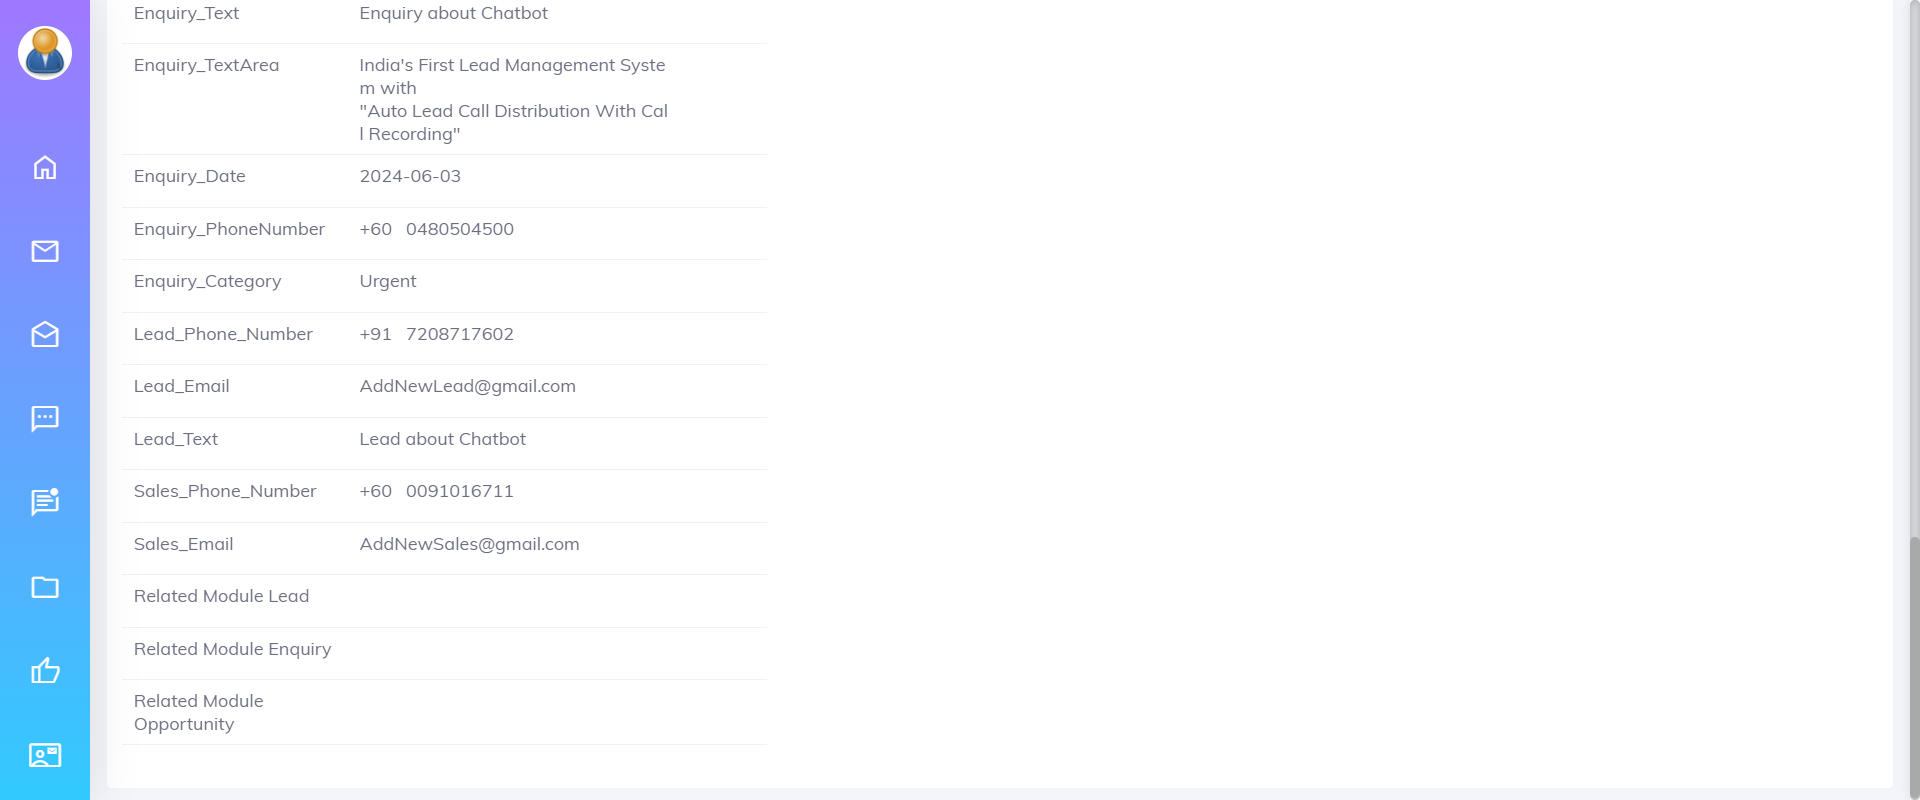 Enquiry_Text Enquiry about Chatbot
Enquiry_TextArea India's First Lead Management Syste
m with
"Auto Lead Call Distribution With Cal
l Recording"
Enquiry_Date 2024-06-03
Enquiry_PhoneNumber +60 0480504500
Enquiry_Category Urgent
Lead_Phone_Number +91 7208717602
Lead_Email AddNewLead@gmail.com
Lead_Text Lead about Chatbot
Sales_Phone_Number +60 0091016711
Sales_Email AddNewSales@gmail.com
Related Module Lead
Related Module Enquiry
Related Module
Opportunity